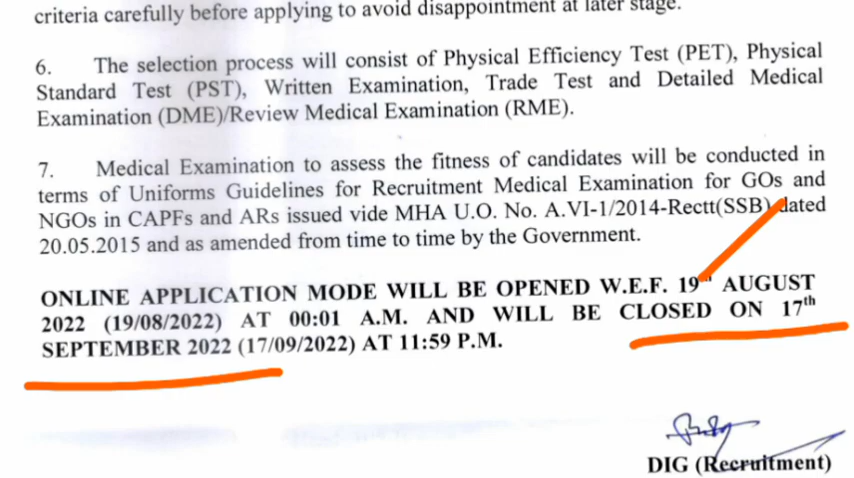 criteria carefully before applying to avoid disappointment at later stage.
6. The selection process will consist of Physical Efficiency Test (PET), Physical
Standard Test (PST), Written Examination, Trade Test and Detailed Medical
Examination (DME)/Review Medical Examination (RME).
7. Medical Examination to assess the fitness of candidates will be conducted in
terms of Uniforms Guidelines for Recruitment Medical Examination for GOs and
NGOs in CAPFs and ARs issued vide MHA U.O. No. A.VI-1/2014-Rectt(SSB) dated
20.05.2015 and as amended from time to time by the Government.
ONLINE APPLICATION MODE WILL BE OPENED W.E.F. 19th AUGUST
2022 (19/08/2022) AT 00:01 A.M. AND WILL BE CLOSED ON 17th
SEPTEMBER 2022 (17/09/2022) AT 11:59 P.M.
DIG (Recruitment)